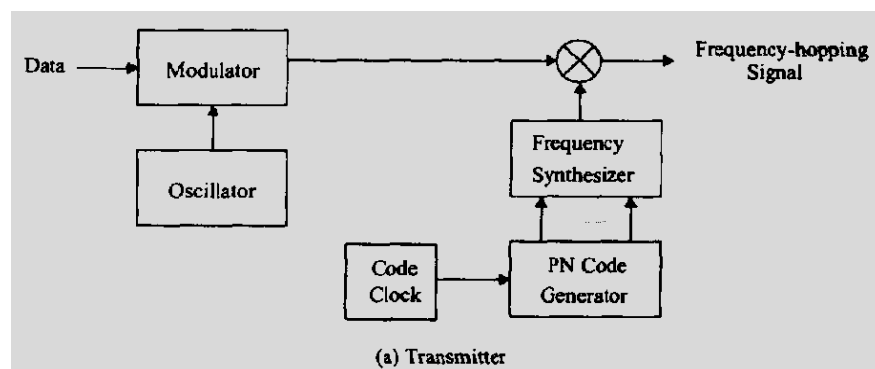 Data
Modulator
Frequency-hopping
Signal
Oscillator
Frequency
Synthesizer
Code
Clock
PN Code
Generator
(a) Transmitter